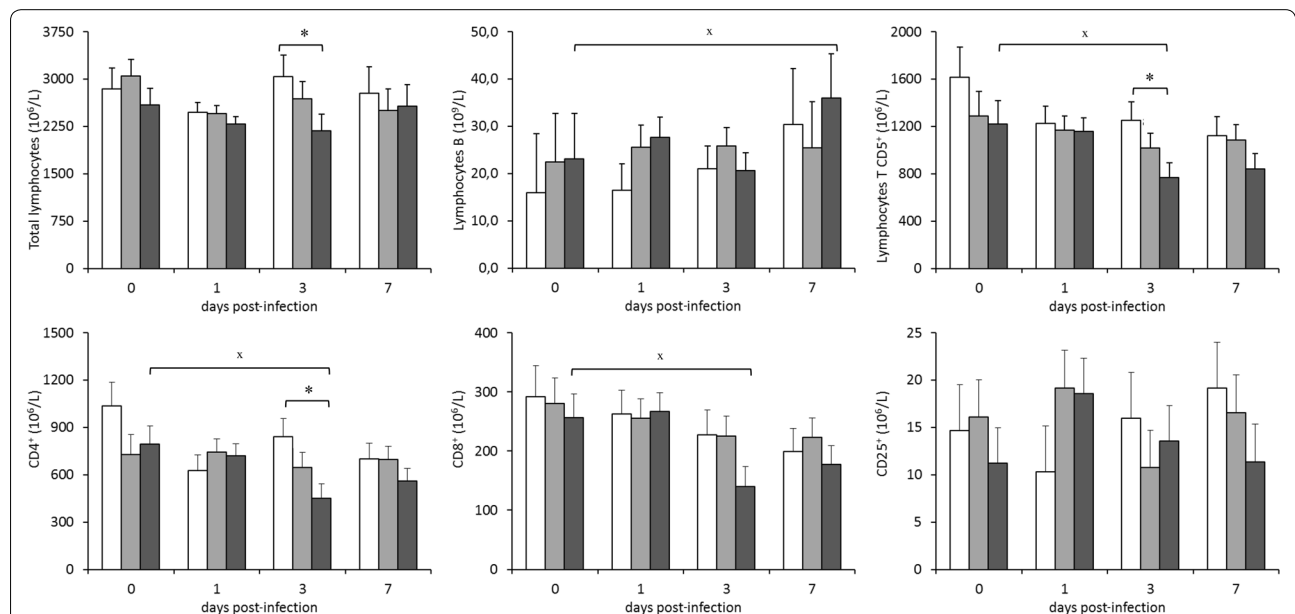 Total lymphocytes (10⁶/L)
3750
3000
2250
1500
750
0
*
0 1 3 7
days post-infection
Lymphocytes B (10⁹/L)
50,0
40,0
30,0
20,0
10,0
0,0
x
0 1 3 7
days post-infection
Lymphocytes T CD5⁺ (10⁶/L)
2000
1600
1200
800
400
0
x
*
0 1 3 7
days post-infection
CD4⁺ (10⁶/L)
1500
1200
900
600
300
0
x
*
0 1 3 7
days post-infection
CD8⁺ (10⁶/L)
400
300
200
100
0
x
0 1 3 7
days post-infection
CD25⁺ (10⁶/L)
25
20
15
10
5
0
0 1 3 7
days post-infection